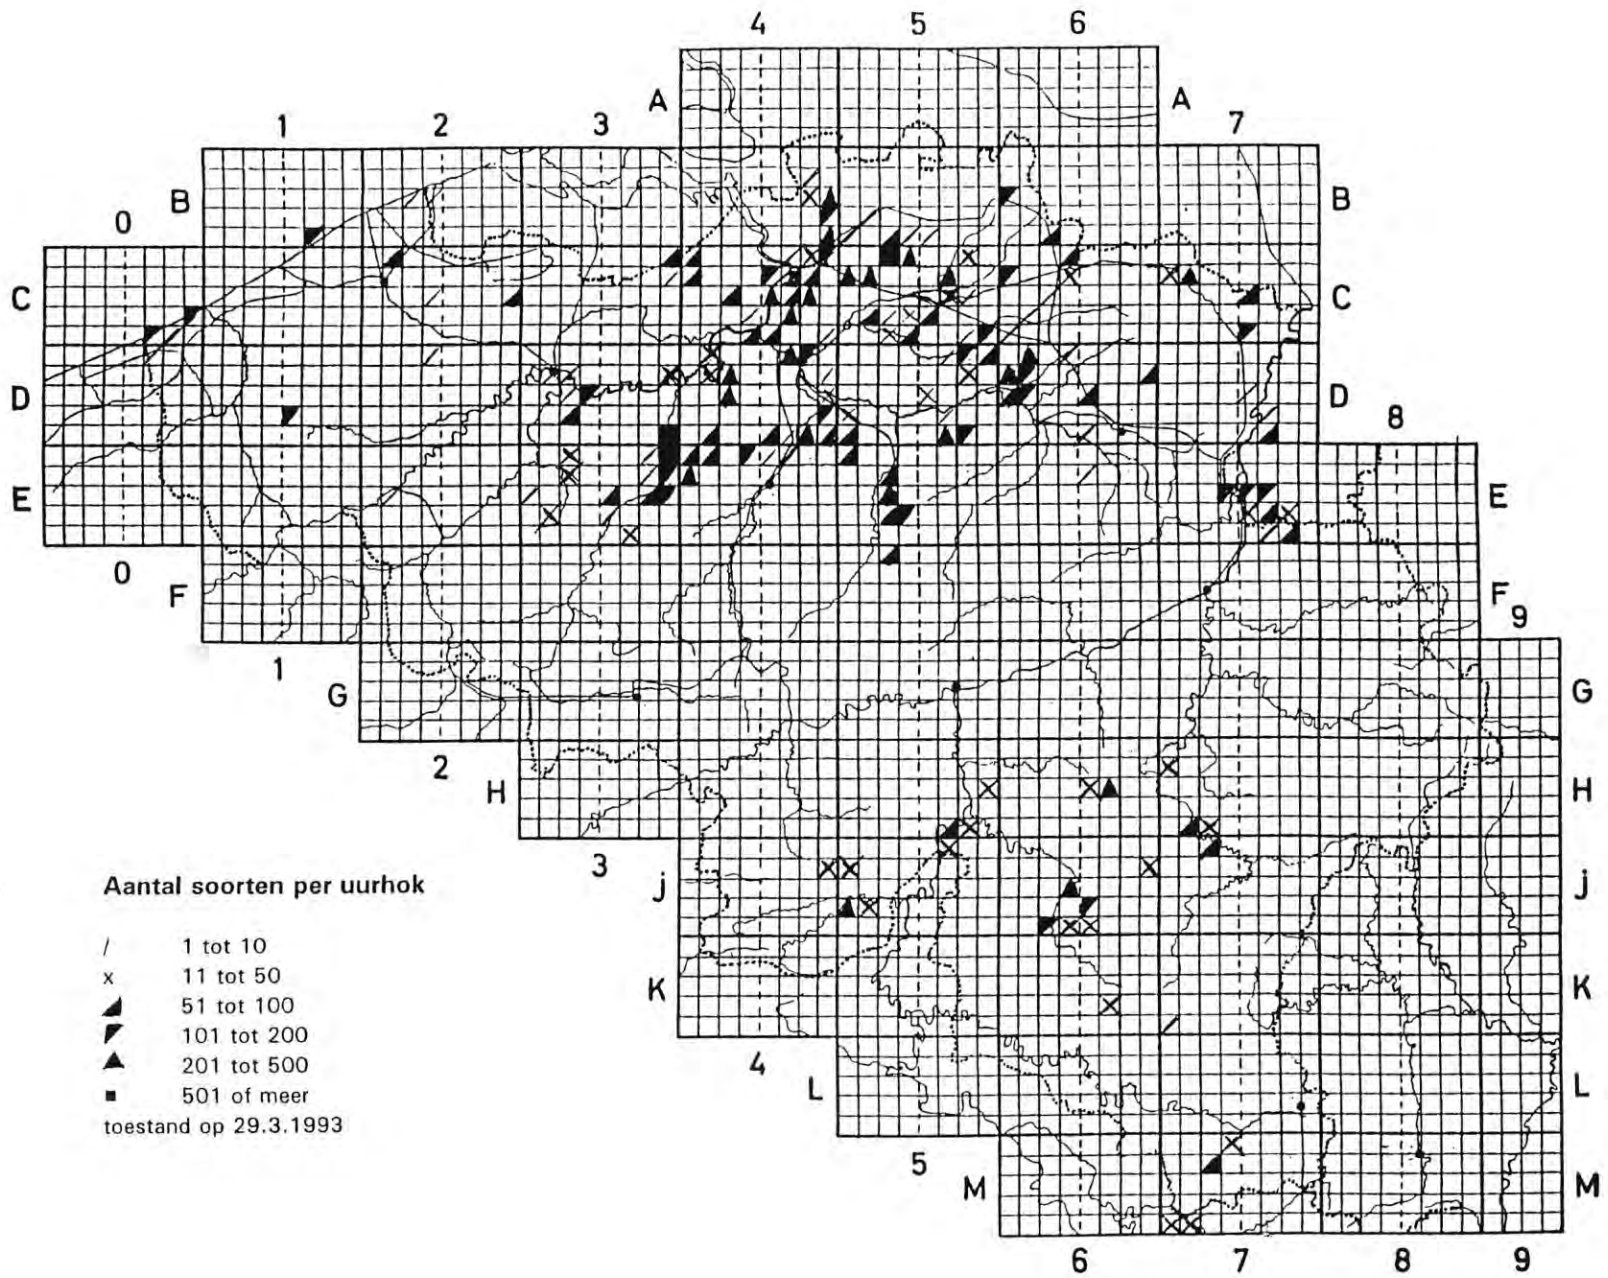 4 5 6
A A
1 2 3 7
B B
0
C C
D D
8
E E
0
F F
9
1
G G
2
H H
3
Aantal soorten per uurhok
j j
/ 1 tot 10
x 11 tot 50
K K
◢ 51 tot 100
◤ 101 tot 200
▲ 201 tot 500
■ 501 of meer
toestand op 29.3.1993
4
L L
5
M M
6 7 8 9